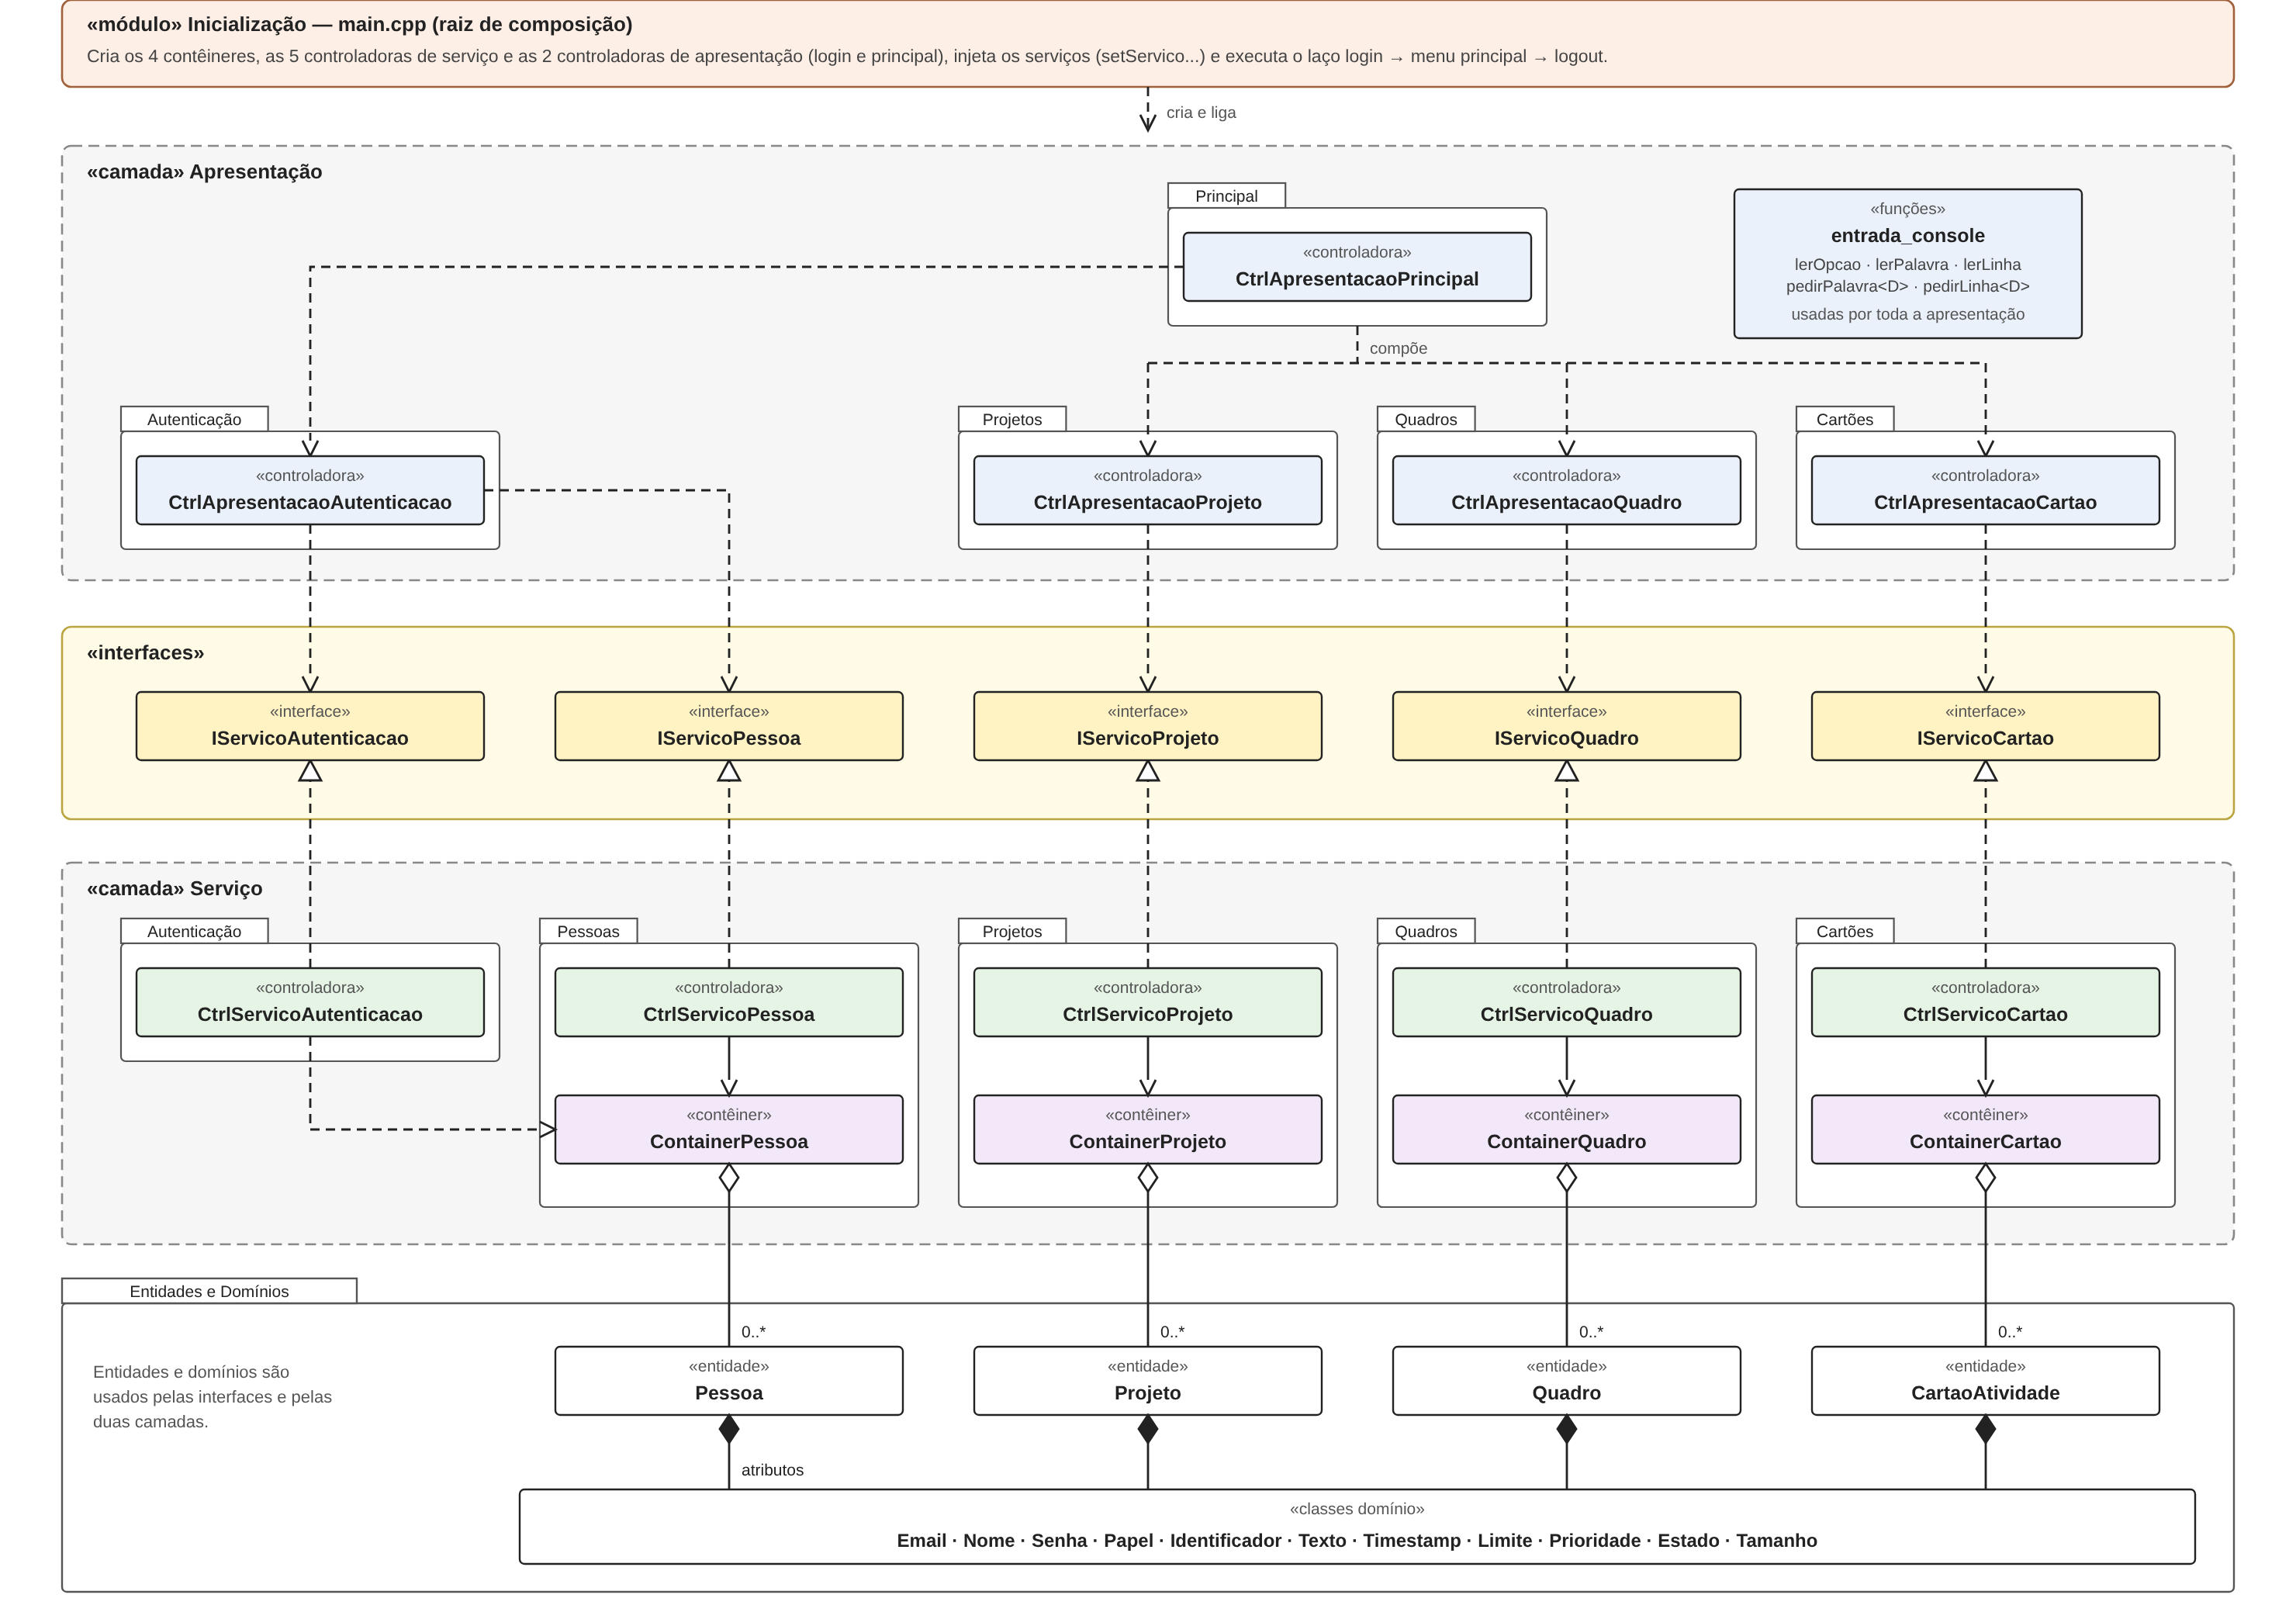 «módulo» Inicialização — main.cpp (raiz de composição)
Cria os 4 contêineres, as 5 controladoras de serviço e as 2 controladoras de apresentação (login e principal), injeta os serviços (setServico...) e executa o laço login → menu principal → logout.
cria e liga
«camada» Apresentação
Principal
«controladora»
CtrlApresentacaoPrincipal
«funções»
entrada_console
lerOpcao · lerPalavra · lerLinha
pedirPalavra<D> · pedirLinha<D>
usadas por toda a apresentação
compõe
Autenticação
«controladora»
CtrlApresentacaoAutenticacao
Projetos
«controladora»
CtrlApresentacaoProjeto
Quadros
«controladora»
CtrlApresentacaoQuadro
Cartões
«controladora»
CtrlApresentacaoCartao
«interfaces»
«interface»
IServicoAutenticacao
«interface»
IServicoPessoa
«interface»
IServicoProjeto
«interface»
IServicoQuadro
«interface»
IServicoCartao
«camada» Serviço
Autenticação
«controladora»
CtrlServicoAutenticacao
Pessoas
«controladora»
CtrlServicoPessoa
«contêiner»
ContainerPessoa
Projetos
«controladora»
CtrlServicoProjeto
«contêiner»
ContainerProjeto
Quadros
«controladora»
CtrlServicoQuadro
«contêiner»
ContainerQuadro
Cartões
«controladora»
CtrlServicoCartao
«contêiner»
ContainerCartao
Entidades e Domínios
Entidades e domínios são
usados pelas interfaces e pelas
duas camadas.
0..*
«entidade»
Pessoa
0..*
«entidade»
Projeto
0..*
«entidade»
Quadro
0..*
«entidade»
CartaoAtividade
atributos
«classes domínio»
Email · Nome · Senha · Papel · Identificador · Texto · Timestamp · Limite · Prioridade · Estado · Tamanho